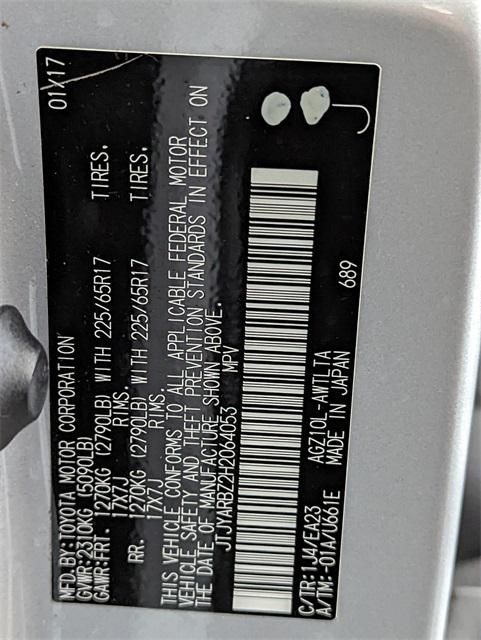 MFD.BY:TOYOTA MOTOR CORPORATION 01/17
GVWR:2310KG (5090LB)
GAWR:FRT. 1270KG (2790LB) WITH 225/65R17 TIRES,
17X7J RIMS.
RR. 1270KG (2790LB) WITH 225/65R17 TIRES,
17X7J RIMS.
THIS VEHICLE CONFORMS TO ALL APPLICABLE FEDERAL MOTOR
VEHICLE SAFETY AND THEFT PREVENTION STANDARDS IN EFFECT ON
THE DATE OF MANUFACTURE SHOWN ABOVE.
JTJYARBZ2H2064053 MPV
C/TR:1J4/EA23 AGZ10L-AWTLTA
A/TM:-01A/U661E MADE IN JAPAN 689